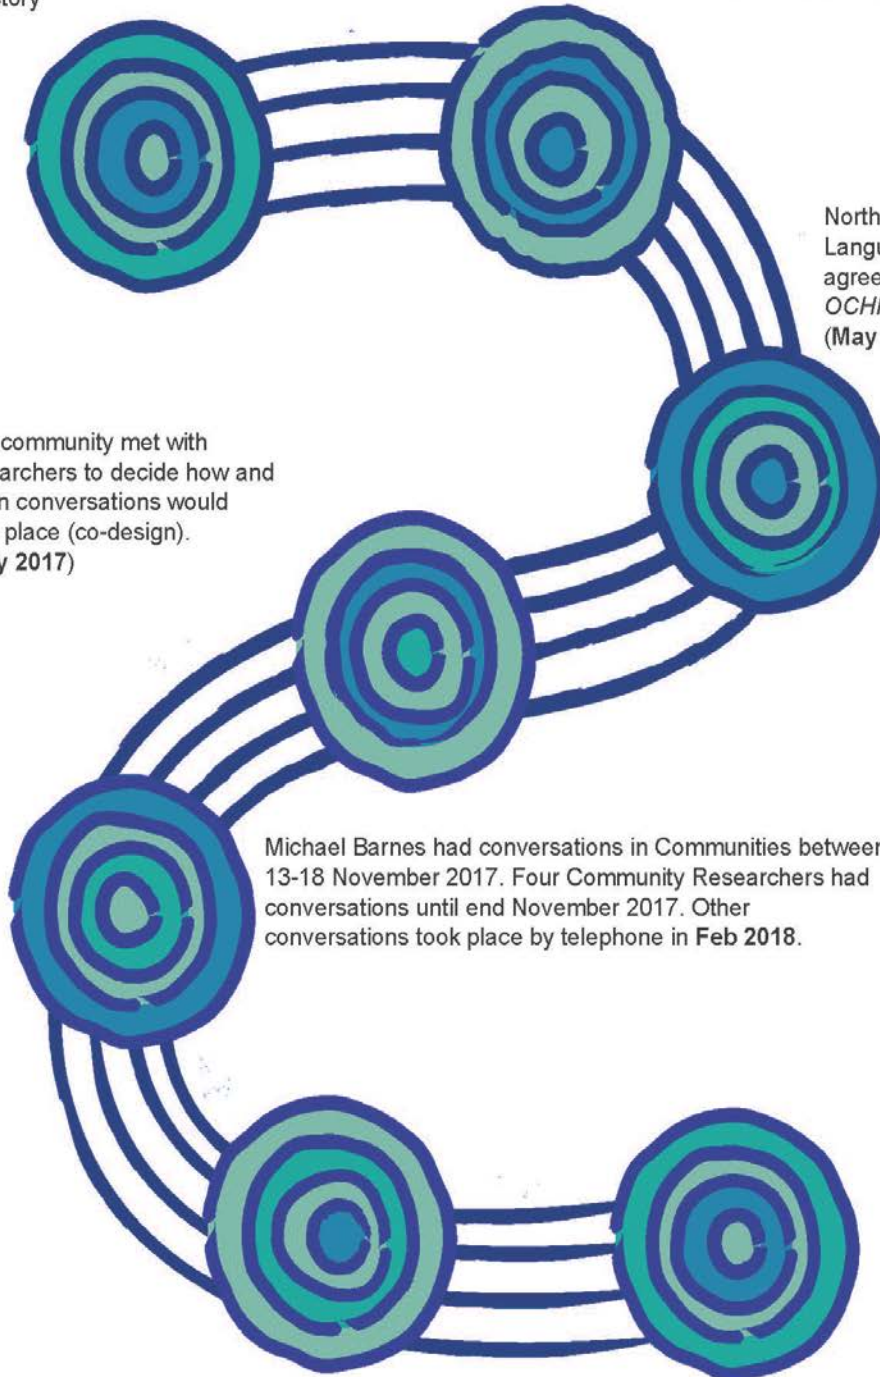 tory
North
Langu
agree
OCHI
(May
community met with
archers to decide how and
n conversations would
place (co-design).
y 2017)
Michael Barnes had conversations in Communities between
13-18 November 2017. Four Community Researchers had
conversations until end November 2017. Other
conversations took place by telephone in Feb 2018.